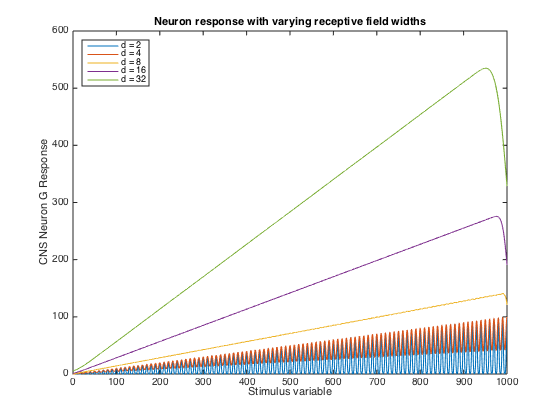 Neuron response with varying receptive field widths
600
500
400
300
200
100
0
CNS Neuron G Response
d = 2
d = 4
d = 8
d = 16
d = 32
0 100 200 300 400 500 600 700 800 900 1000
Stimulus variable